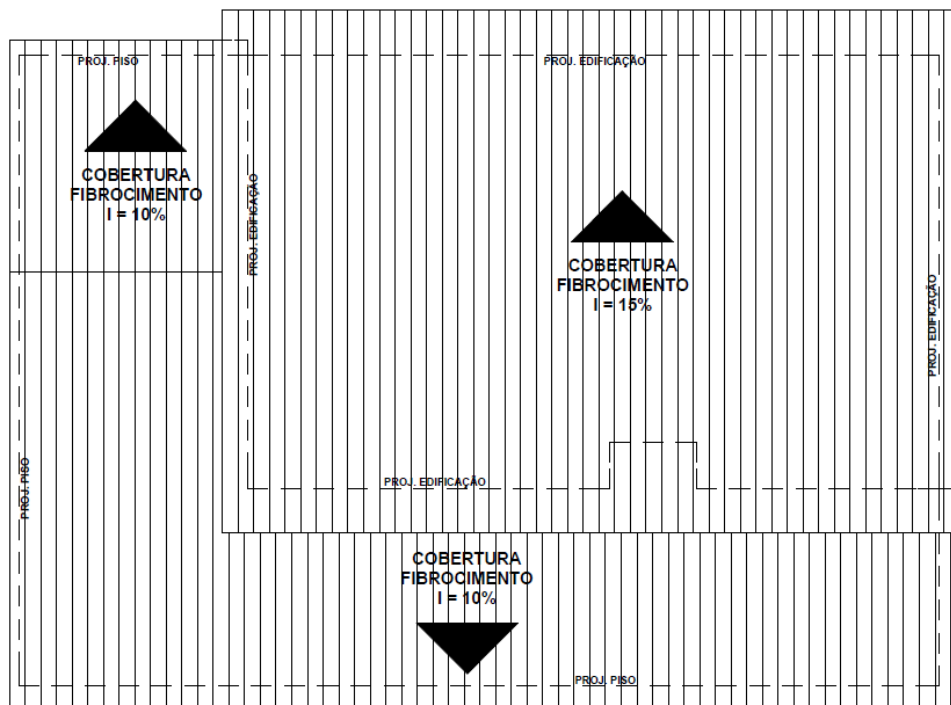 PROJ. PISO
PROJ. EDIFICAÇÃO
COBERTURA
FIBROCIMENTO
I = 10%
PROJ. EDIFICAÇÃO
COBERTURA
FIBROCIMENTO
I = 15%
PROJ. EDIFICAÇÃO
PROJ. PISO
PROJ. EDIFICAÇÃO
COBERTURA
FIBROCIMENTO
I = 10%
PROJ. PISO